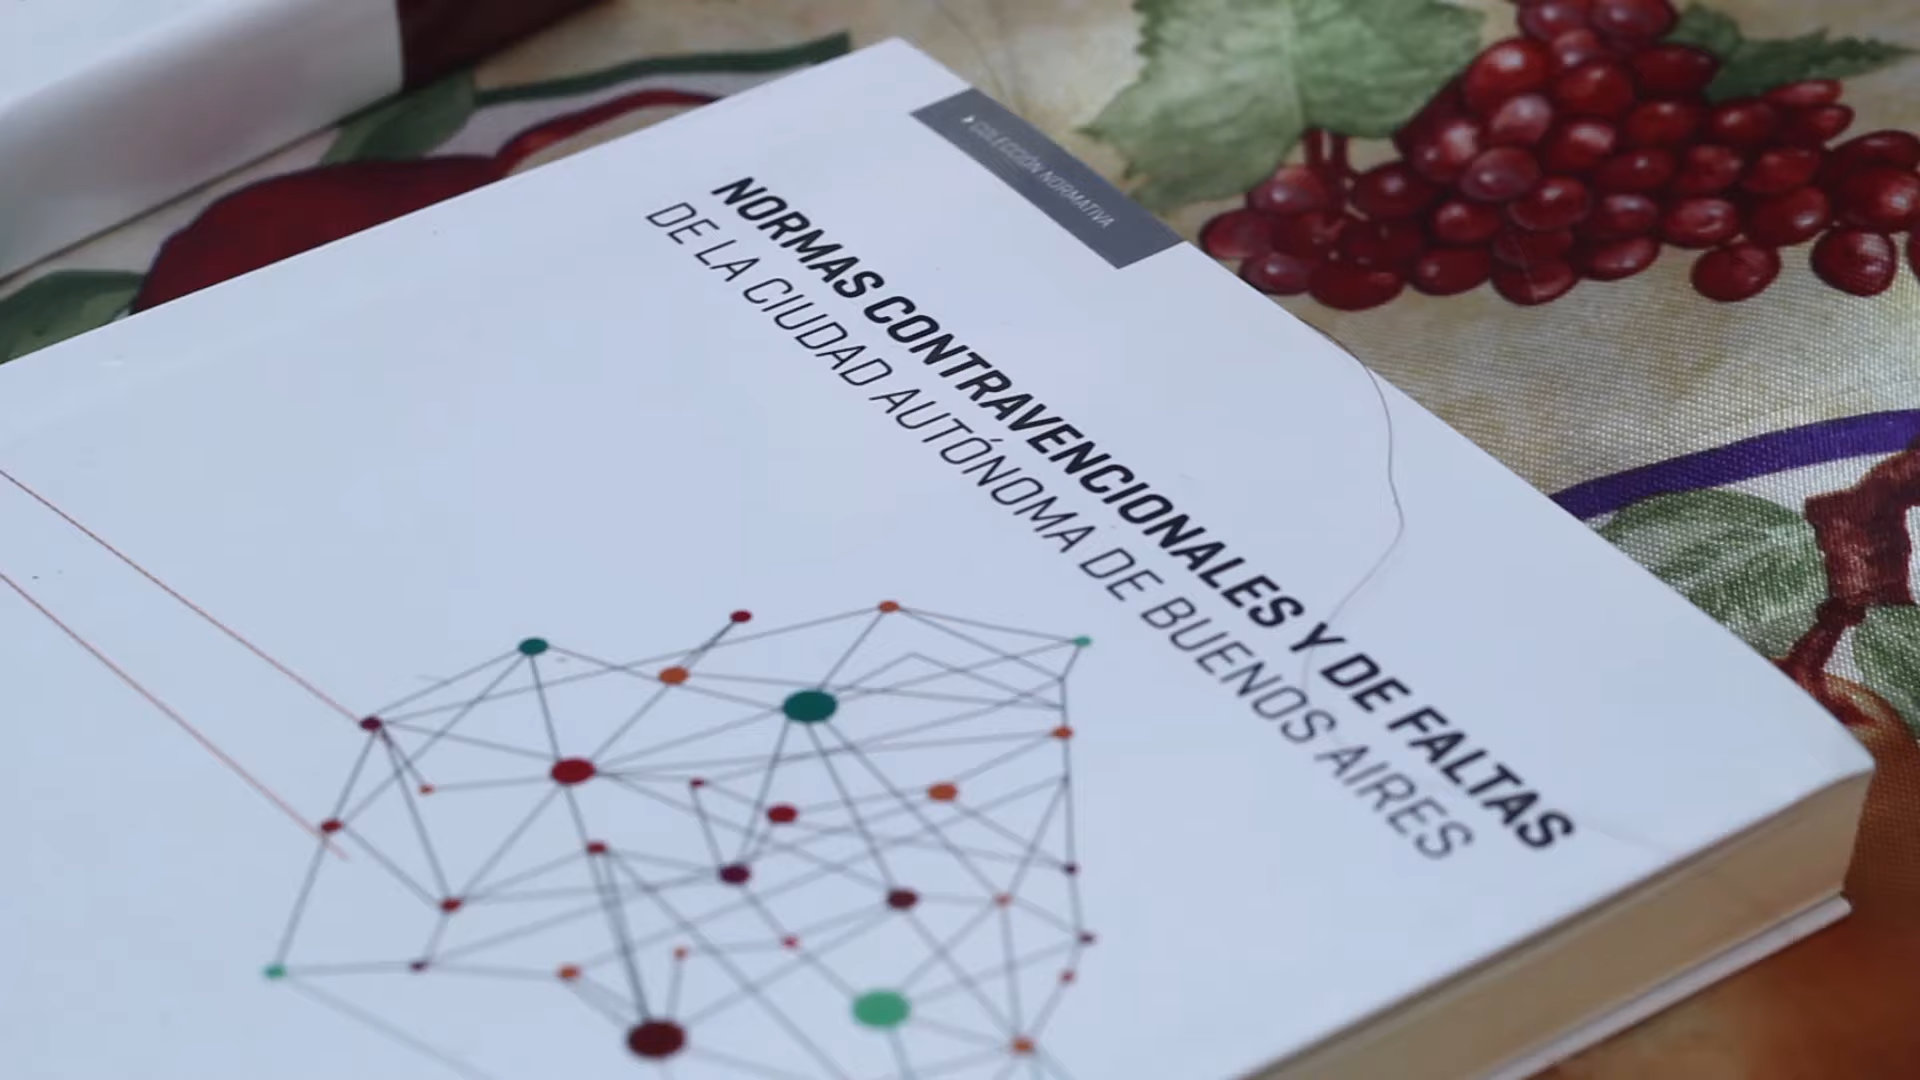 COLECCIÓN NORMATIVA
NORMAS CONTRAVENCIONALES Y DE FALTAS
DE LA CIUDAD AUTÓNOMA DE BUENOS AIRES